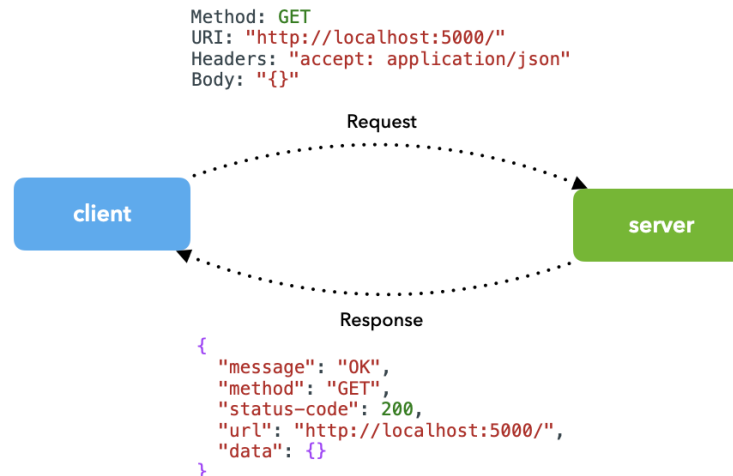 Method: GET
URI: "http://localhost:5000/"
Headers: "accept: application/json"
Body: "{}"
Request
client
server
Response
{
"message": "OK",
"method": "GET",
"status-code": 200,
"url": "http://localhost:5000/",
"data": {}
}